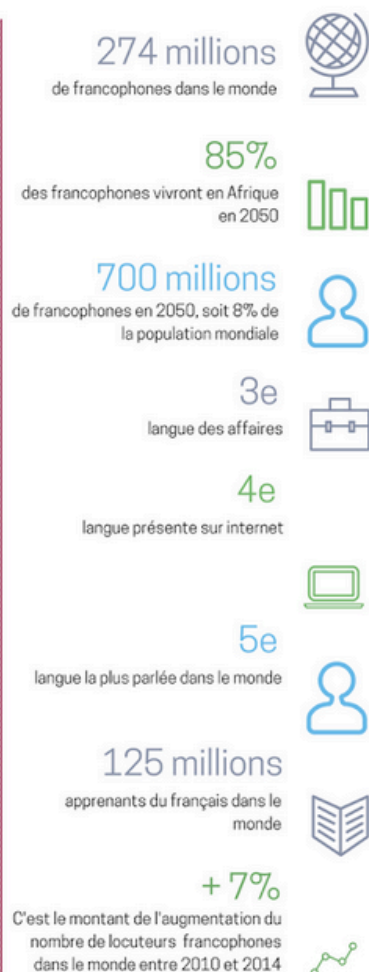 274 millions
de francophones dans le monde
85%
des francophones vivront en Afrique
en 2050
700 millions
de francophones en 2050, soit 8% de
la population mondiale
3e
langue des affaires
4e
langue présente sur internet
5e
langue la plus parlée dans le monde
125 millions
apprenants du français dans le
monde
+ 7%
C'est le montant de l'augmentation du
nombre de locuteurs francophones
dans le monde entre 2010 et 2014